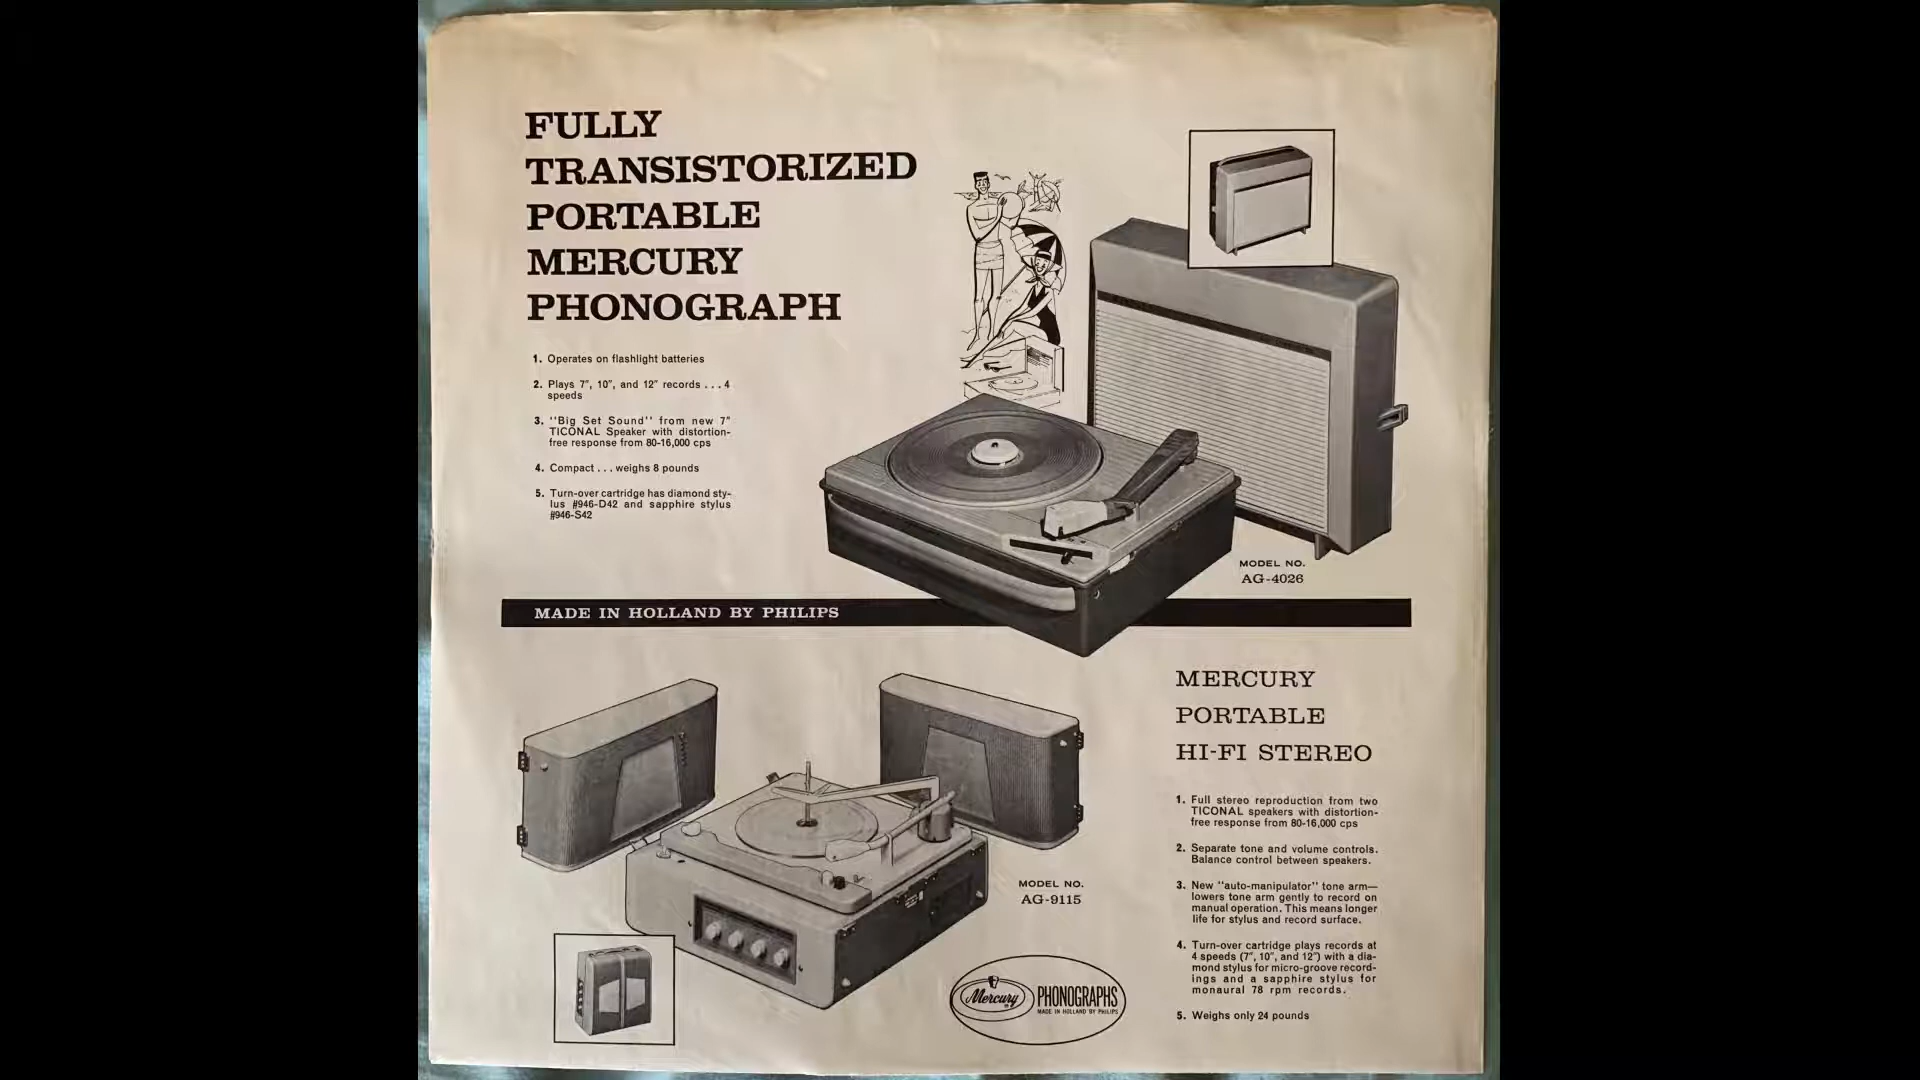 FULLY
TRANSISTORIZED
PORTABLE
MERCURY
PHONOGRAPH
1. Operates on flashlight batteries
2. Plays 7", 10", and 12" records . . . 4
speeds
3. "Big Set Sound" from new 7"
TICONAL Speaker with distortion-
free response from 80-16,000 cps
4. Compact . . . weighs 8 pounds
5. Turn-over cartridge has diamond sty-
lus #946-D42 and sapphire stylus
#946-S42
MODEL NO.
AG-4026
MADE IN HOLLAND BY PHILIPS
MERCURY
PORTABLE
HI-FI STEREO
1. Full stereo reproduction from two
TICONAL speakers with distortion-
free response from 80-16,000 cps
2. Separate tone and volume controls.
Balance control between speakers.
3. New "auto-manipulator" tone arm—
lowers tone arm gently to record on
manual operation. This means longer
life for stylus and record surface.
4. Turn-over cartridge plays records at
4 speeds (7", 10", and 12") with a dia-
mond stylus for micro-groove record-
ings and a sapphire stylus for
monaural 78 rpm records.
5. Weighs only 24 pounds
MODEL NO.
AG-9115
Mercury
PHONOGRAPHS
MADE IN HOLLAND BY PHILIPS